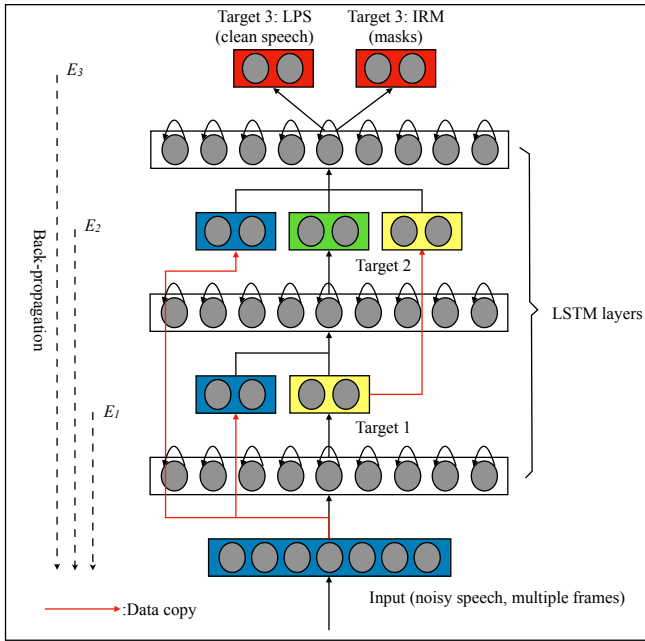 Target 3: LPS
(clean speech)
Target 3: IRM
(masks)
E3
E2
Back-propagation
Target 2
LSTM layers
E1
Target 1
Input (noisy speech, multiple frames)
:Data copy